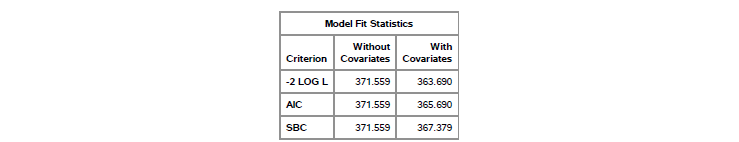 Model Fit Statistics
Criterion Without Covariates With Covariates
-2 LOG L 371.559 363.690
AIC 371.559 365.690
SBC 371.559 367.379